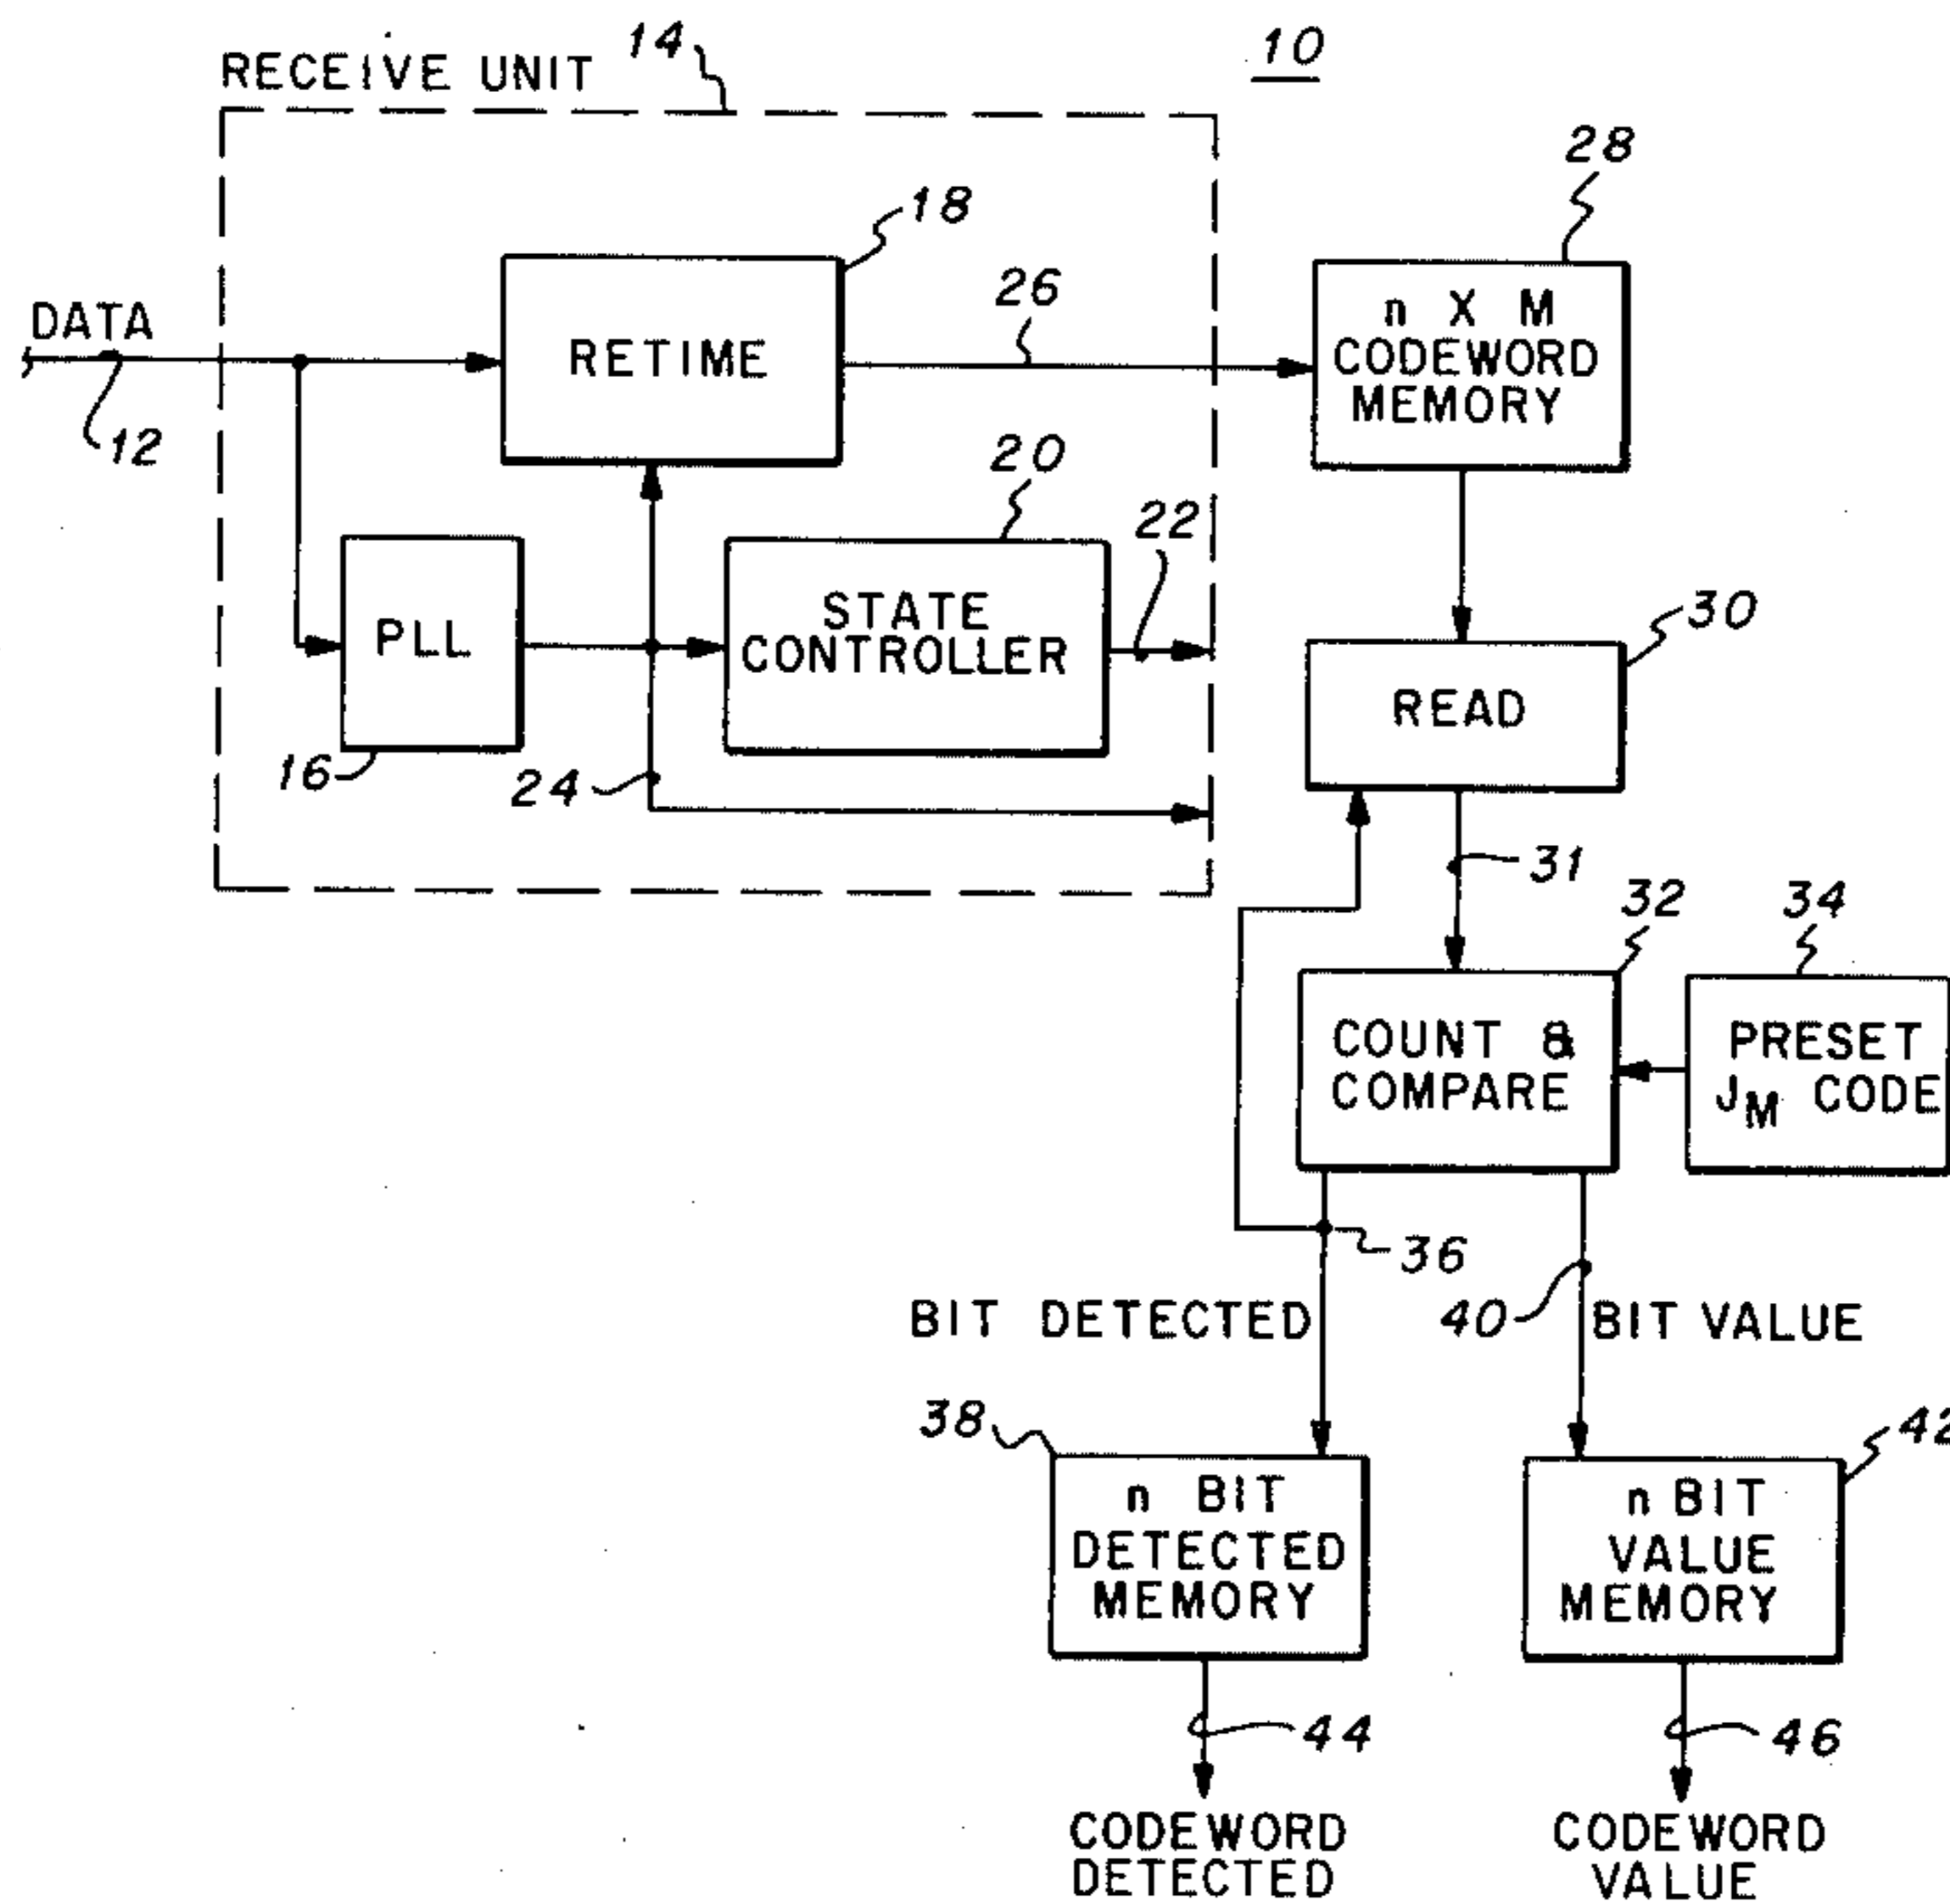 RECEIVE UNIT
14
10
28
18
26
n X M
CODEWORD
MEMORY
DATA
RETIME
12
20
22
STATE
CONTROLLER
PLL
30
READ
16
24
31
32
34
COUNT &
COMPARE
PRESET
JM CODE
36
BIT DETECTED
40
BIT VALUE
38
42
n BIT
DETECTED
MEMORY
n BIT
VALUE
MEMORY
44
46
CODEWORD
DETECTED
CODEWORD
VALUE